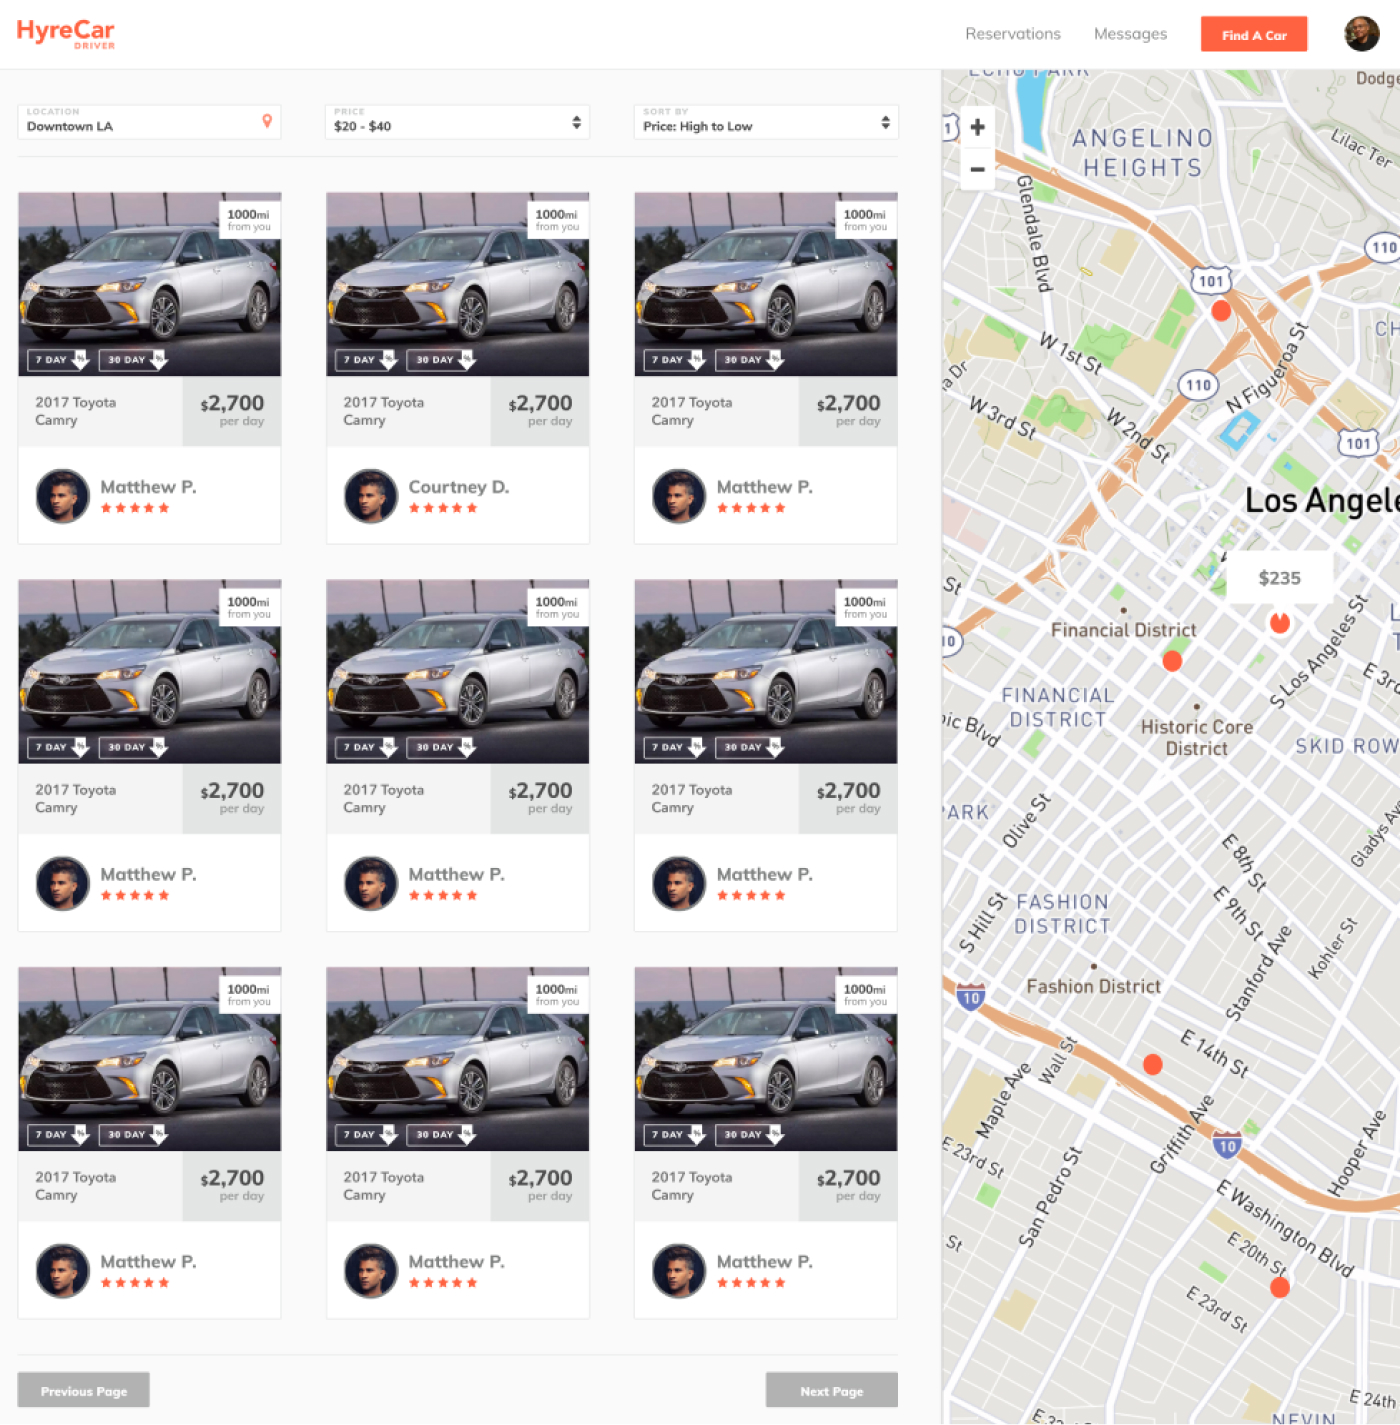 HyreCar
DRIVER
Reservations
Messages
Find A Car
LOCATION
Downtown LA
PRICE
$20 - $40
SORT BY
Price: High to Low
1000mi
from you
7 DAY %
30 DAY %
2017 Toyota
Camry
$2,700
per day
Matthew P.
1000mi
from you
7 DAY %
30 DAY %
2017 Toyota
Camry
$2,700
per day
Courtney D.
1000mi
from you
7 DAY %
30 DAY %
2017 Toyota
Camry
$2,700
per day
Matthew P.
1000mi
from you
7 DAY %
30 DAY %
2017 Toyota
Camry
$2,700
per day
Matthew P.
1000mi
from you
7 DAY %
30 DAY %
2017 Toyota
Camry
$2,700
per day
Matthew P.
1000mi
from you
7 DAY %
30 DAY %
2017 Toyota
Camry
$2,700
per day
Matthew P.
1000mi
from you
7 DAY %
30 DAY %
2017 Toyota
Camry
$2,700
per day
Matthew P.
1000mi
from you
7 DAY %
30 DAY %
2017 Toyota
Camry
$2,700
per day
Matthew P.
1000mi
from you
7 DAY %
30 DAY %
2017 Toyota
Camry
$2,700
per day
Matthew P.
Previous Page
Next Page
ECHO PARK
Dodge
1
+
−
ANGELINO
HEIGHTS
Lilac Ter
Glendale Blvd
110
101
CH
W 1st St
N Figueroa St
a Dr
110
W 3rd St
W 2nd St
101
Los Angele
$235
St
Financial District
10
S Los Angeles St
E 3rd
FINANCIAL
DISTRICT
ic Blvd
Historic Core
District
SKID ROW
PARK
Olive St
E 8th St
Gladys Av
FASHION
DISTRICT
E 9th St
S Hill St
Kohler St
Stanford Ave
Fashion District
10
Wall St
E 14th St
Maple Ave
Griffith Ave
10
Hooper Ave
E 23rd St
San Pedro St
E Washington Blvd
St
E 20th St
E 23rd St
E 24th
NEVIN